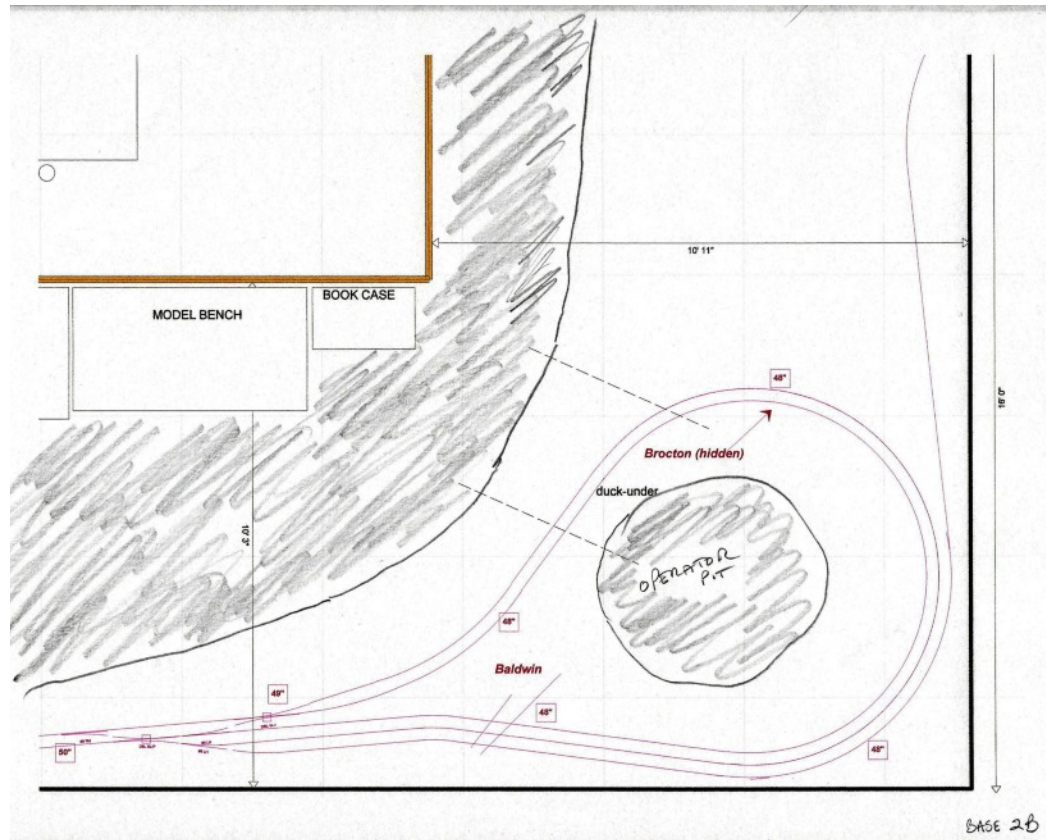 10' 11"
BOOK CASE
MODEL BENCH
48"
16' 0"
Brocton (hidden)
duck-under
10' 3"
OPERATOR
PIT
48"
Baldwin
49"
48"
50"
48"
BASE 2B